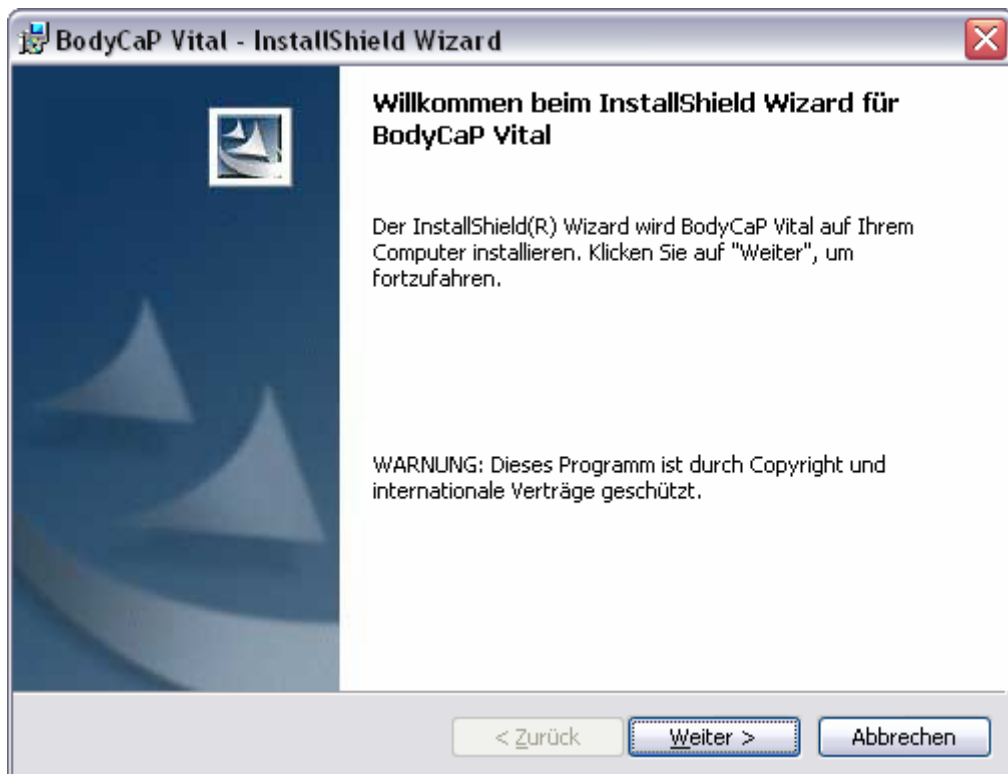 BodyCaP Vital - InstallShield Wizard
Willkommen beim InstallShield Wizard für
BodyCaP Vital
Der InstallShield(R) Wizard wird BodyCaP Vital auf Ihrem
Computer installieren. Klicken Sie auf "Weiter", um
fortzufahren.
WARNUNG: Dieses Programm ist durch Copyright und
internationale Verträge geschützt.
< Zurück
Weiter >
Abbrechen